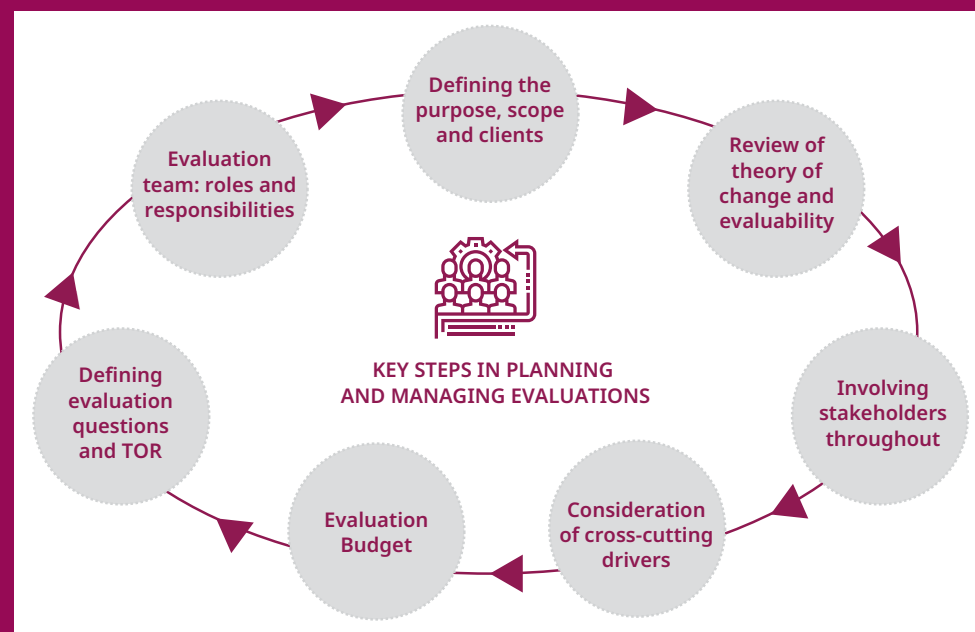 Defining the
purpose, scope
and clients
Review of
theory of
change and
evaluability
Involving
stakeholders
throughout
Consideration
of cross-cutting
drivers
Evaluation
Budget
Defining
evaluation
questions
and TOR
Evaluation
team: roles and
responsibilities
KEY STEPS IN PLANNING
AND MANAGING EVALUATIONS